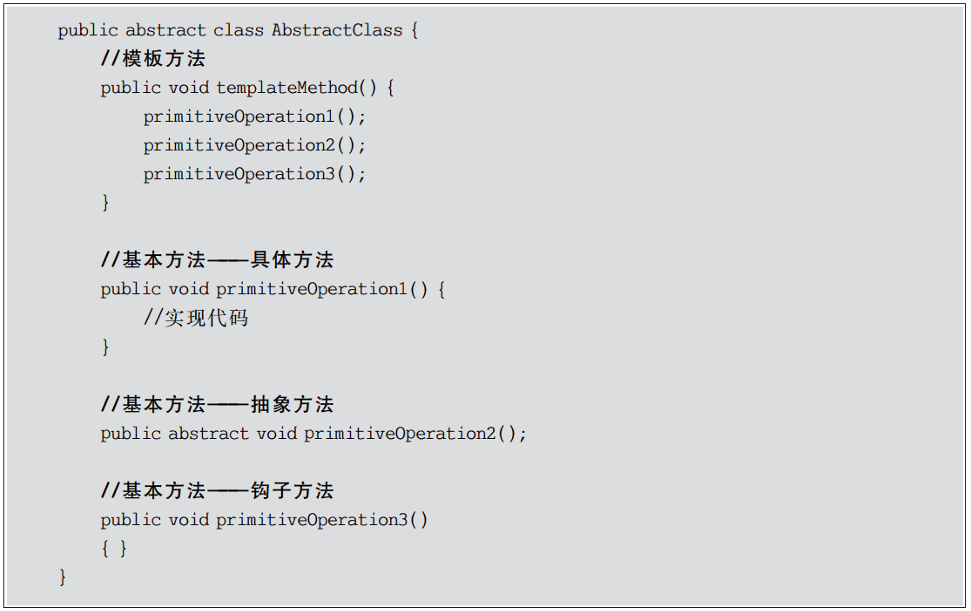 public abstract class AbstractClass {
//模板方法
public void templateMethod() {
primitiveOperation1();
primitiveOperation2();
primitiveOperation3();
}
//基本方法——具体方法
public void primitiveOperation1() {
//实现代码
}
//基本方法——抽象方法
public abstract void primitiveOperation2();
//基本方法——钩子方法
public void primitiveOperation3()
{ }
}